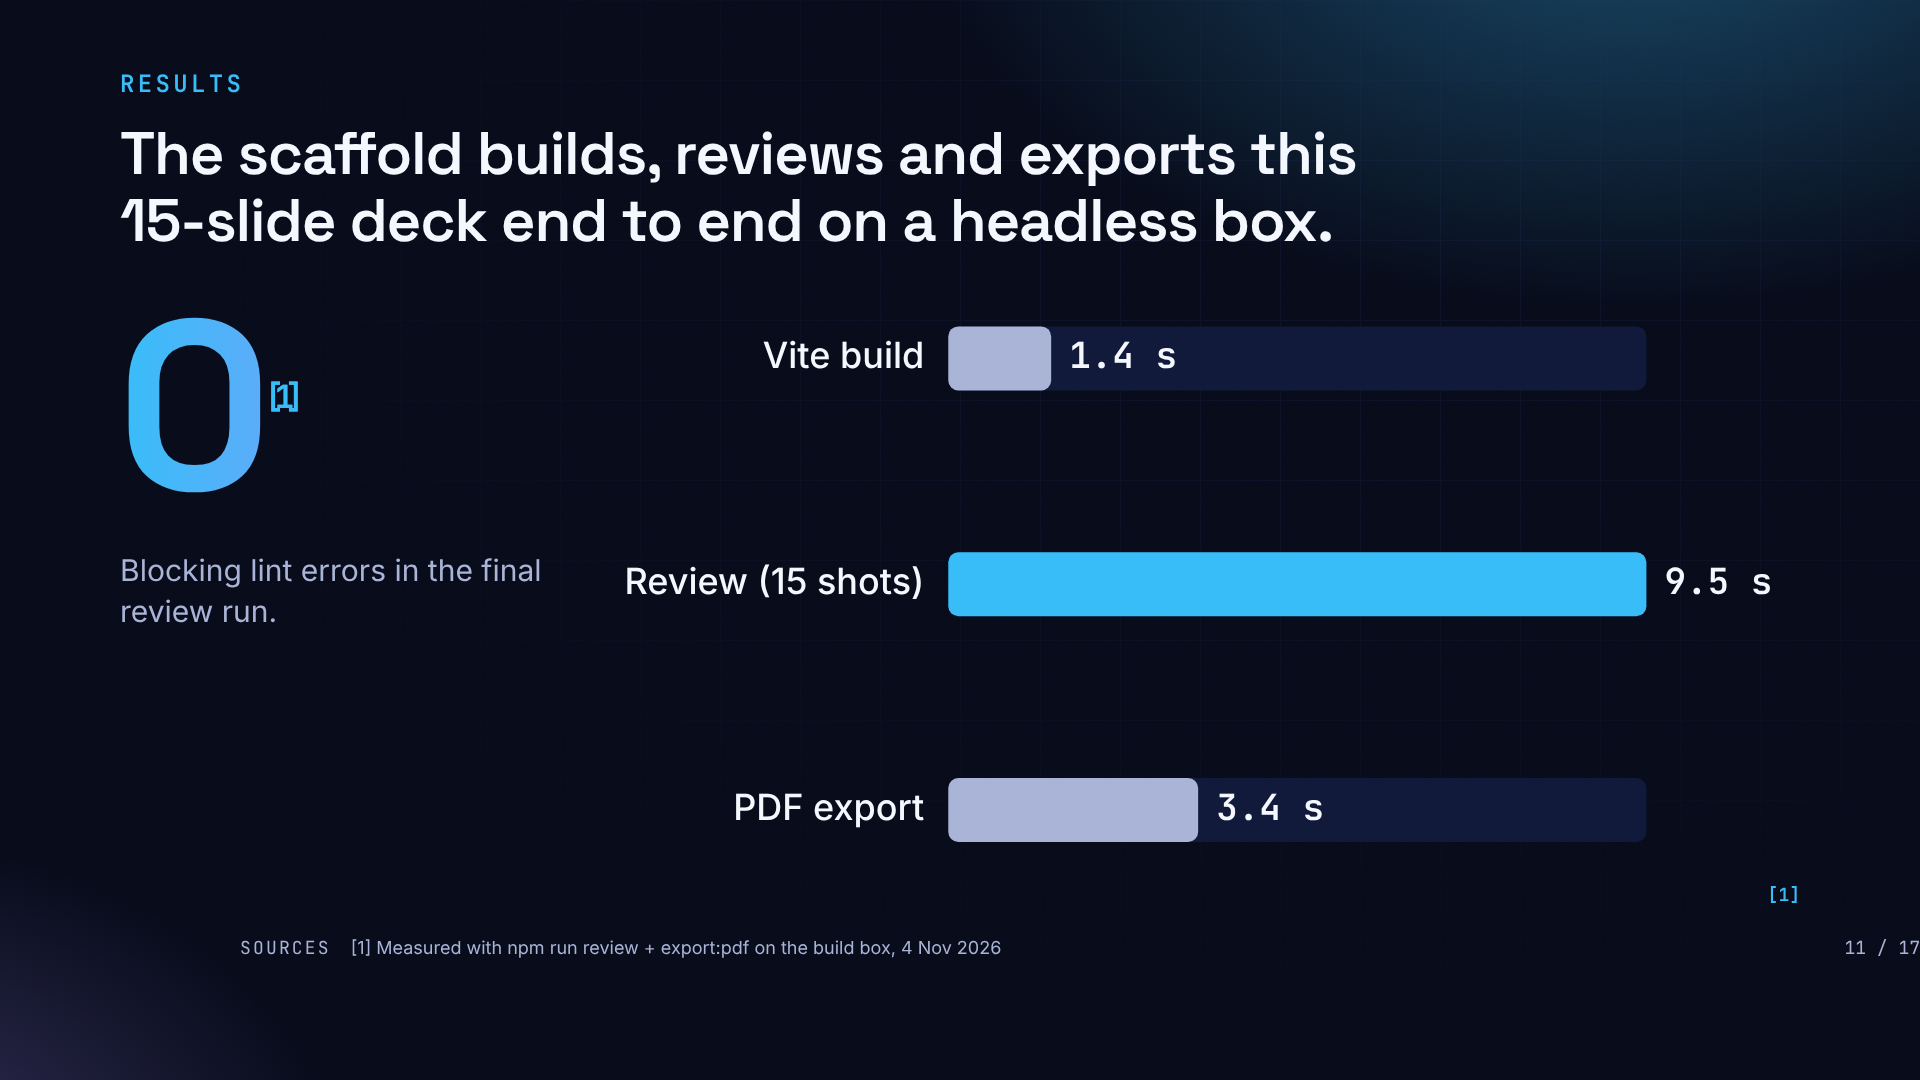 RESULTS
The scaffold builds, reviews and exports this
15-slide deck end to end on a headless box.
0[1]
Blocking lint errors in the final
review run.
Vite build 1.4 s
Review (15 shots) 9.5 s
PDF export 3.4 s
[1]
SOURCES [1] Measured with npm run review + export:pdf on the build box, 4 Nov 2026
11 / 17